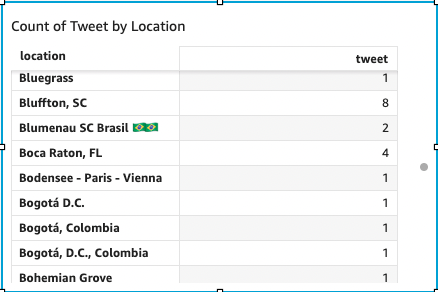 Count of Tweet by Location
location tweet
Bluegrass 1
Bluffton, SC 8
Blumenau SC Brasil 🇧🇷🇧🇷 2
Boca Raton, FL 4
Bodensee - Paris - Vienna 1
Bogotá D.C. 1
Bogotá, Colombia 1
Bogotá, D.C., Colombia 1
Bohemian Grove 1